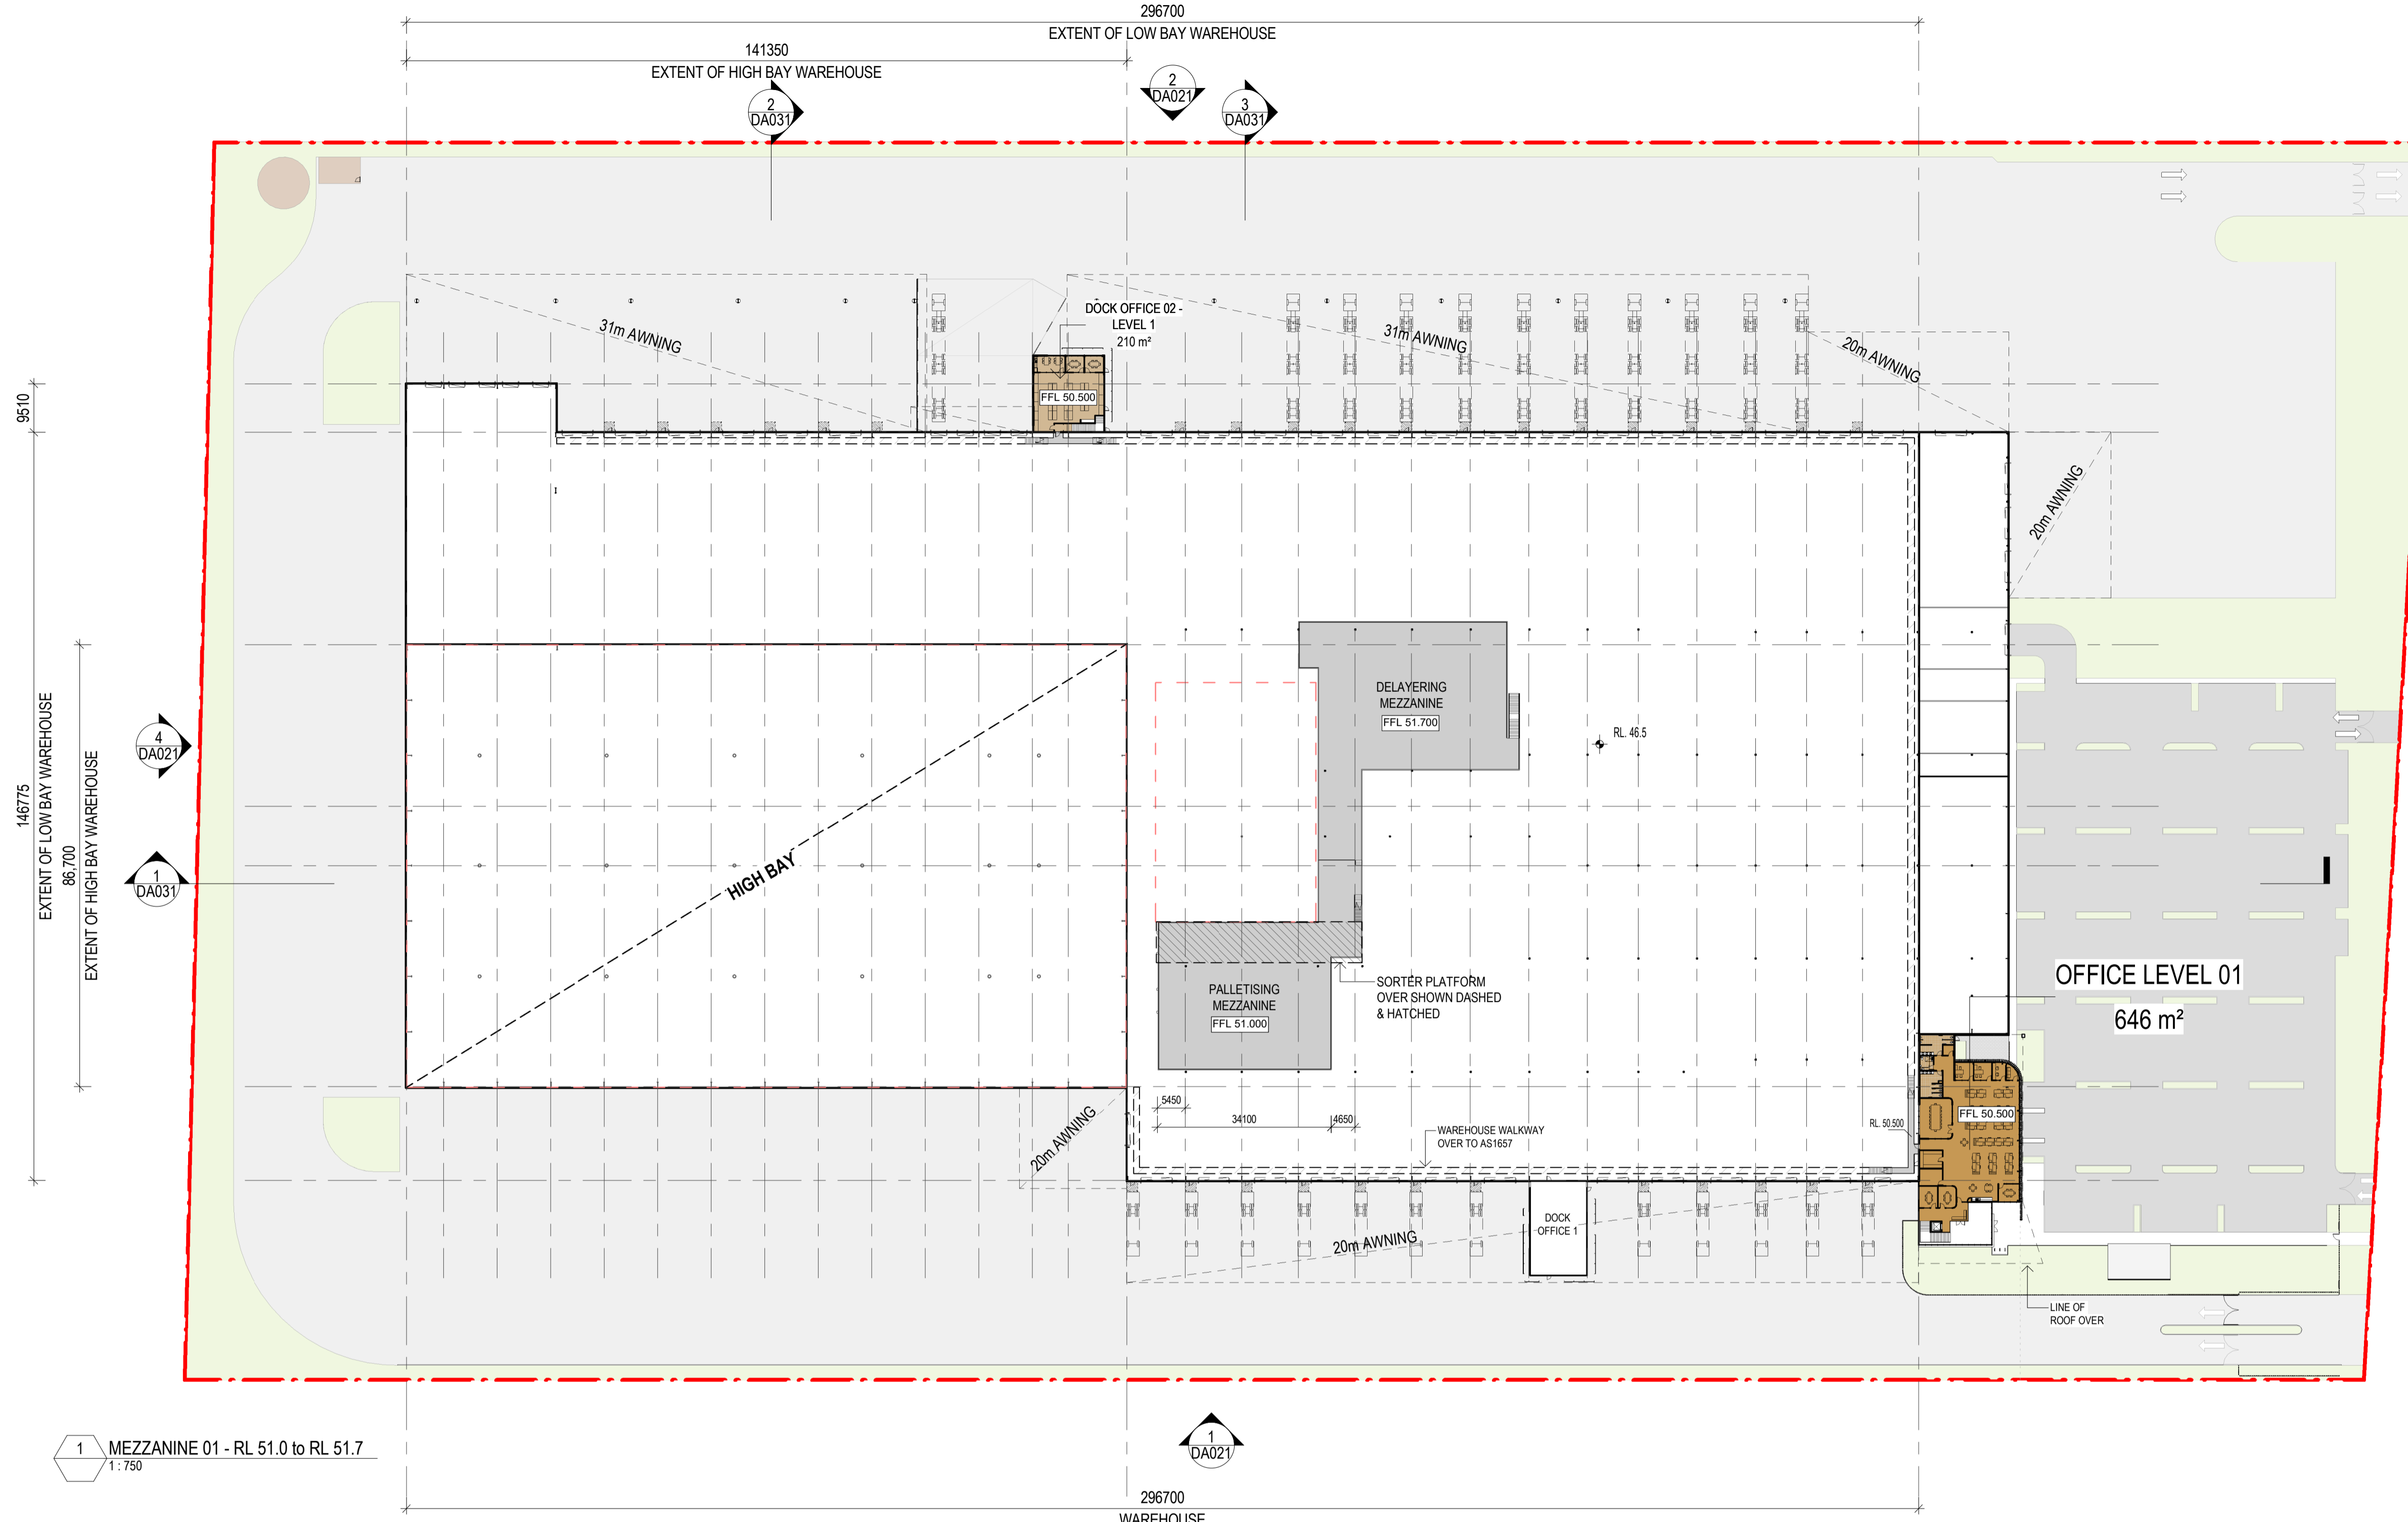 296700
EXTENT OF LOW BAY WAREHOUSE
141350
EXTENT OF HIGH BAY WAREHOUSE
2
DA031
2
DA021
3
DA031
DOCK OFFICE 02 -
LEVEL 1
210 m²
31m AWNING
31m AWNING
20m AWNING
FFL 50.500
9510
20m AWNING
DELAYERING
MEZZANINE
FFL 51.700
RL. 46.5
4
DA021
146775
EXTENT OF LOW BAY WAREHOUSE
86,700
EXTENT OF HIGH BAY WAREHOUSE
1
DA031
HIGH BAY
SORTER PLATFORM
OVER SHOWN DASHED
& HATCHED
PALLETISING
MEZZANINE
FFL 51.000
OFFICE LEVEL 01
646 m²
5450
34100
4650
WAREHOUSE WALKWAY
OVER TO AS1657
RL. 50.500
FFL 50.500
20m AWNING
DOCK
OFFICE 1
20m AWNING
LINE OF
ROOF OVER
1
DA021
1
MEZZANINE 01 - RL 51.0 to RL 51.7
1 : 750
296700
WAREHOUSE